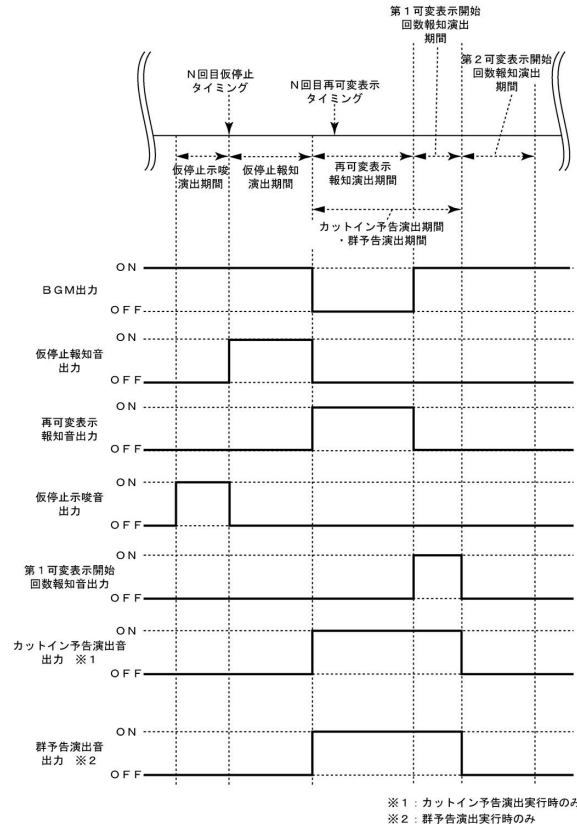 第１可変表示開始
回数報知演出
期間
第２可変表示開始
回数報知演出
期間
Ｎ回目仮停止
タイミング
Ｎ回目再可変表示
タイミング
仮停止示唆
演出期間
仮停止報知
演出期間
再可変表示
報知演出期間
カットイン予告演出期間
・群予告演出期間
ＢＧＭ出力
ＯＮ
ＯＦＦ
仮停止報知音
出力
ＯＮ
ＯＦＦ
再可変表示
報知音出力
ＯＮ
ＯＦＦ
仮停止示唆音
出力
ＯＮ
ＯＦＦ
第１可変表示開始
回数報知音出力
ＯＮ
ＯＦＦ
カットイン予告演出音
出力　※１
ＯＮ
ＯＦＦ
群予告演出音
出力　※２
ＯＮ
ＯＦＦ
※１：カットイン予告演出実行時のみ
※２：群予告演出実行時のみ